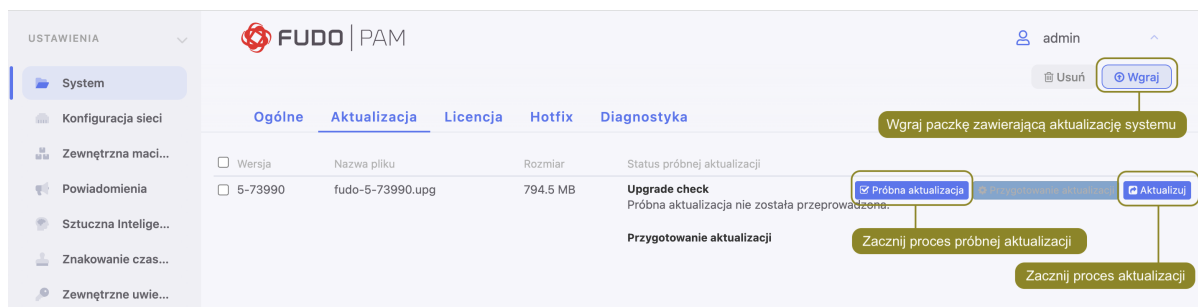 USTAWIENIA
FUDO | PAM
admin
System
Usuń
Wgraj
Konfiguracja sieci
Ogólne Aktualizacja Licencja Hotfix Diagnostyka
Wgraj paczkę zawierającą aktualizację systemu
Zewnętrzna maci...
Wersja Nazwa pliku Rozmiar Status próbnej aktualizacji
Powiadomienia
5-73990 fudo-5-73990.upg 794.5 MB Upgrade check
Próbna aktualizacja Przygotowanie aktualizacji Aktualizuj
Próbna aktualizacja nie została przeprowadzona.
Sztuczna Intelige...
Przygotowanie aktualizacji
Zacznij proces próbnej aktualizacji
Znakowanie czas...
Zacznij proces aktualizacji
Zewnętrzne uwie...